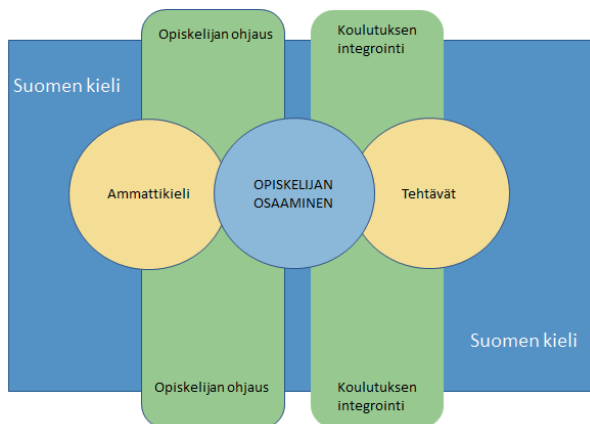 Opiskelijan ohjaus
Koulutuksen
integrointi
Suomen kieli
Ammattikieli
OPISKELIJAN
OSAAMINEN
Tehtävät
Suomen kieli
Opiskelijan ohjaus
Koulutuksen
integrointi